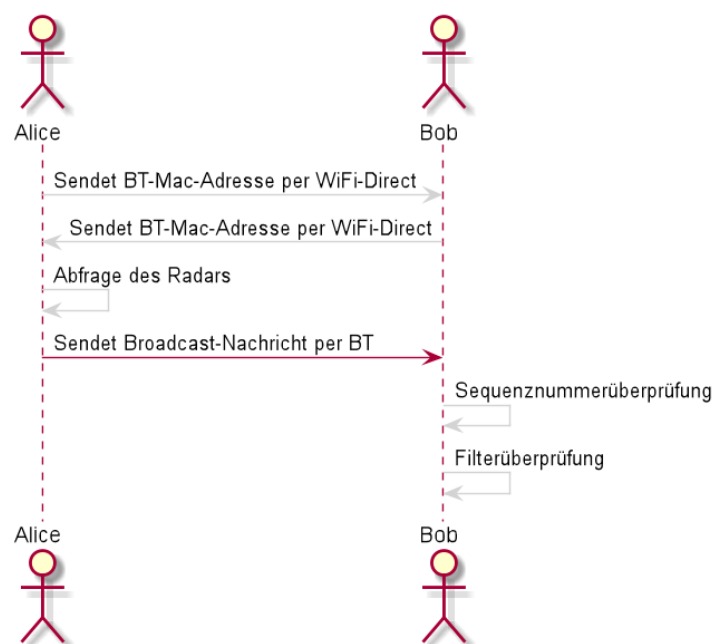 Alice
Bob
Sendet BT-Mac-Adresse per WiFi-Direct
Sendet BT-Mac-Adresse per WiFi-Direct
Abfrage des Radars
Sendet Broadcast-Nachricht per BT
Sequenznummerüberprüfung
Filterüberprüfung
Alice
Bob